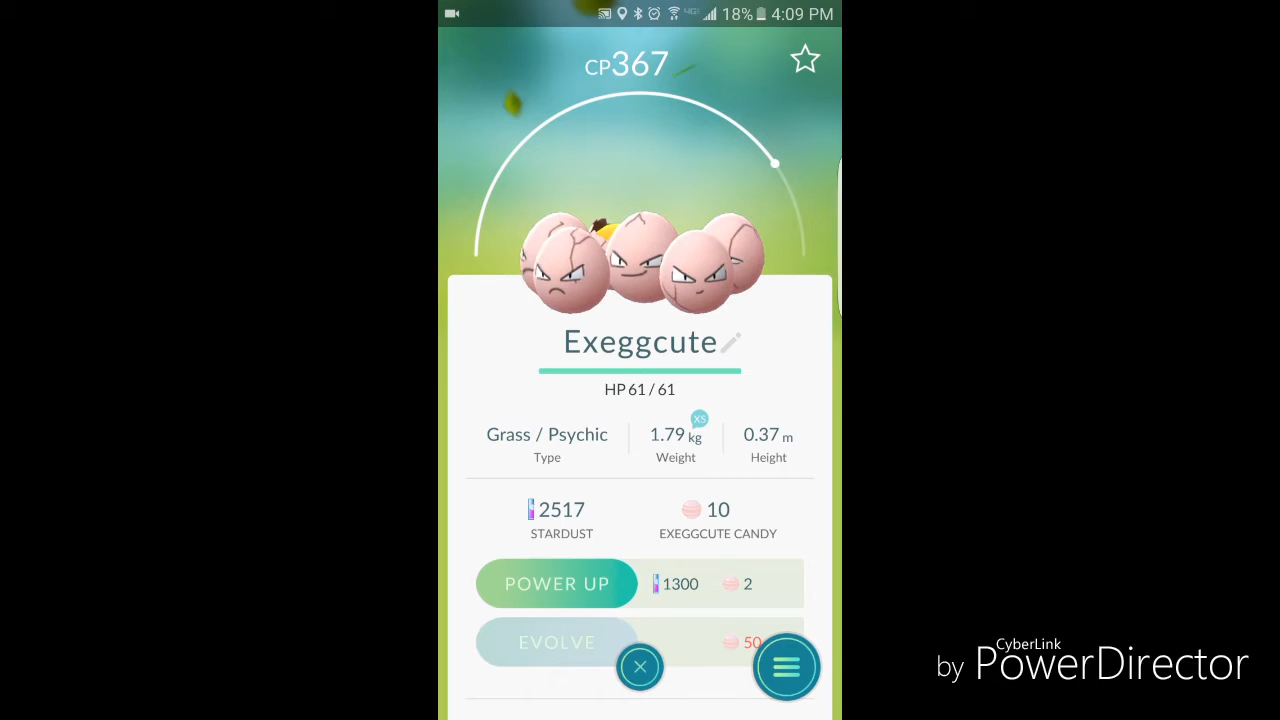 4G 18% 4:09 PM
CP367
Exeggcute
HP 61 / 61
XS
Grass / Psychic 1.79 kg 0.37 m
Type Weight Height
2517 10
STARDUST EXEGGCUTE CANDY
POWER UP 1300 2
EVOLVE 50
CyberLink
by PowerDirector